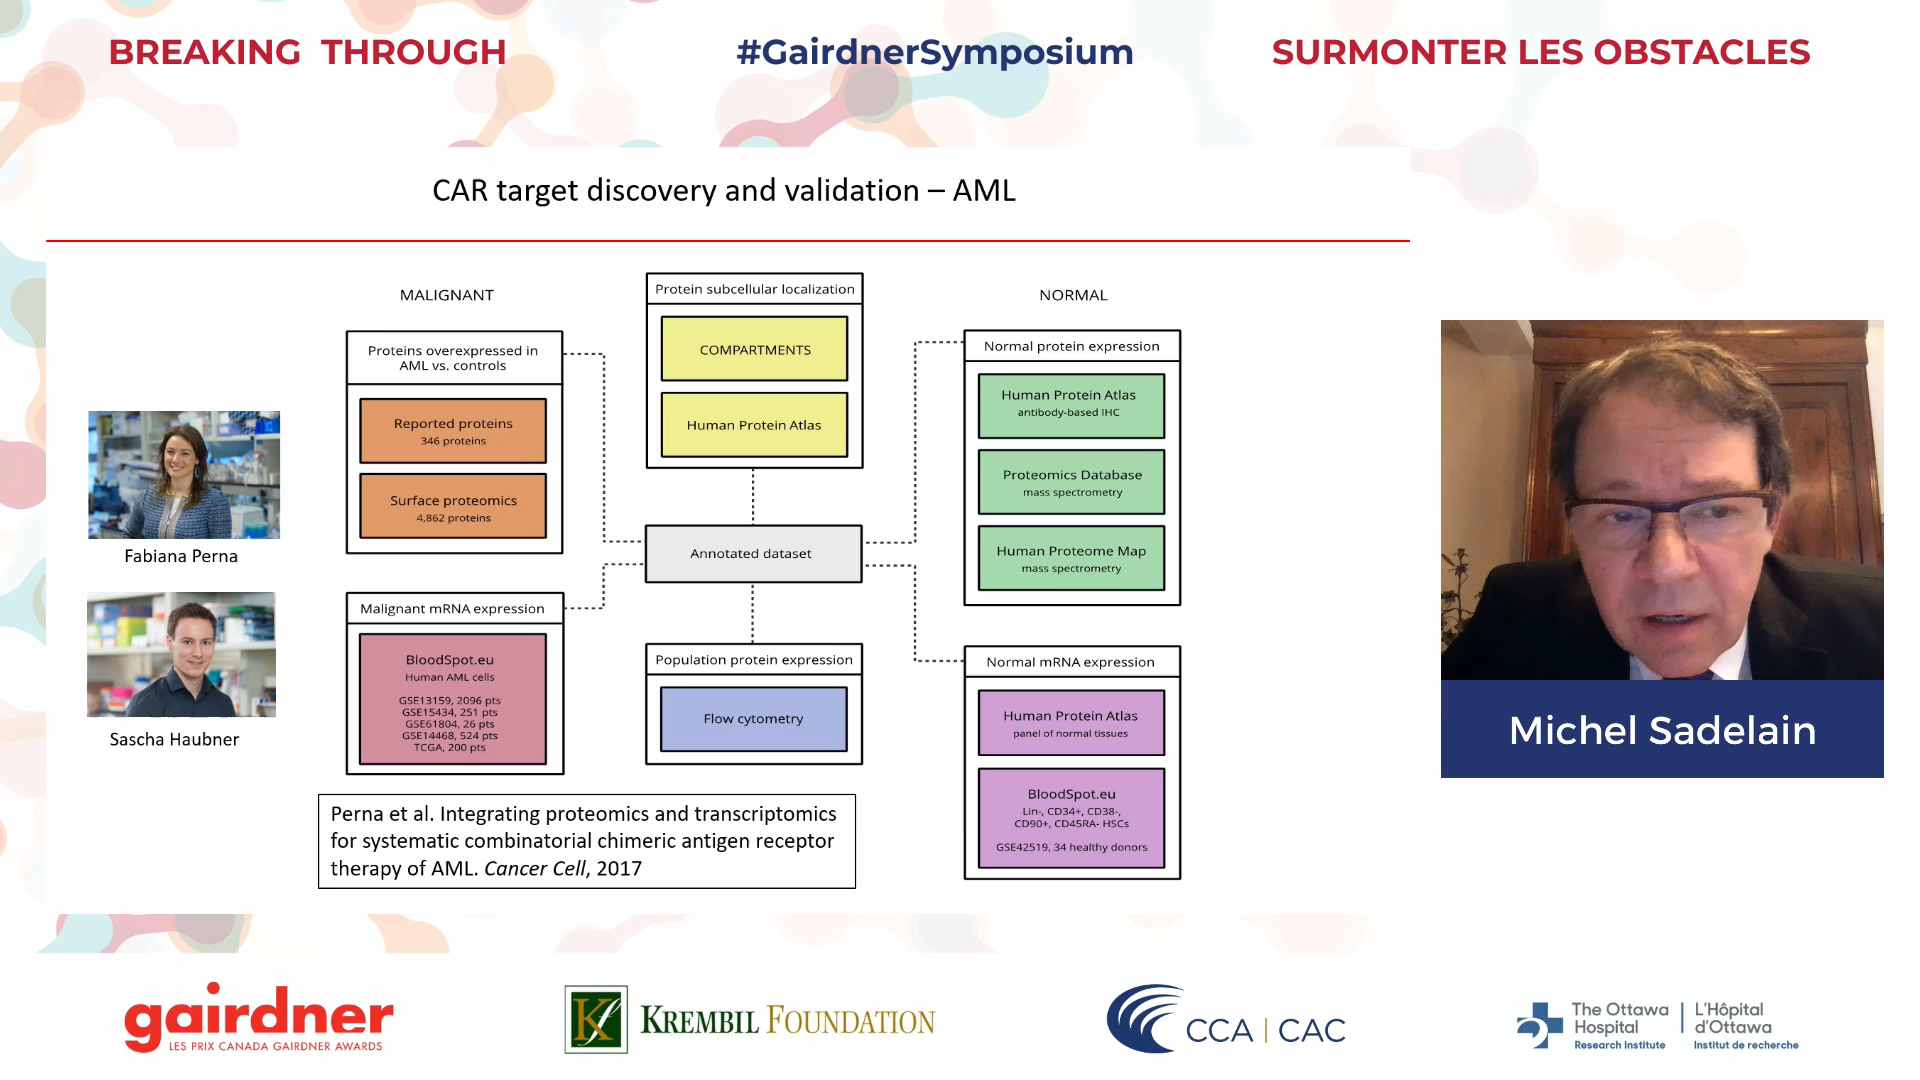 BREAKING THROUGH
#GairdnerSymposium
SURMONTER LES OBSTACLES
CAR target discovery and validation – AML
MALIGNANT
NORMAL
Proteins overexpressed in
AML vs. controls
Reported proteins
346 proteins
Surface proteomics
4,862 proteins
Malignant mRNA expression
BloodSpot.eu
Human AML cells
GSE13159, 2096 pts
GSE15434, 251 pts
GSE61804, 26 pts
GSE14468, 524 pts
TCGA, 200 pts
Protein subcellular localization
COMPARTMENTS
Human Protein Atlas
Annotated dataset
Population protein expression
Flow cytometry
Normal protein expression
Human Protein Atlas
antibody-based IHC
Proteomics Database
mass spectrometry
Human Proteome Map
mass spectrometry
Normal mRNA expression
Human Protein Atlas
panel of normal tissues
BloodSpot.eu
Lin-, CD34+, CD38-,
CD90+, CD45RA- HSCs
GSE42519, 34 healthy donors
Fabiana Perna
Sascha Haubner
Perna et al. Integrating proteomics and transcriptomics
for systematic combinatorial chimeric antigen receptor
therapy of AML. Cancer Cell, 2017
Michel Sadelain
gairdner
LES PRIX CANADA GAIRDNER AWARDS
Kf
KREMBIL FOUNDATION
CCA | CAC
The Ottawa
Hospital
Research Institute
L'Hôpital
d'Ottawa
Institut de recherche